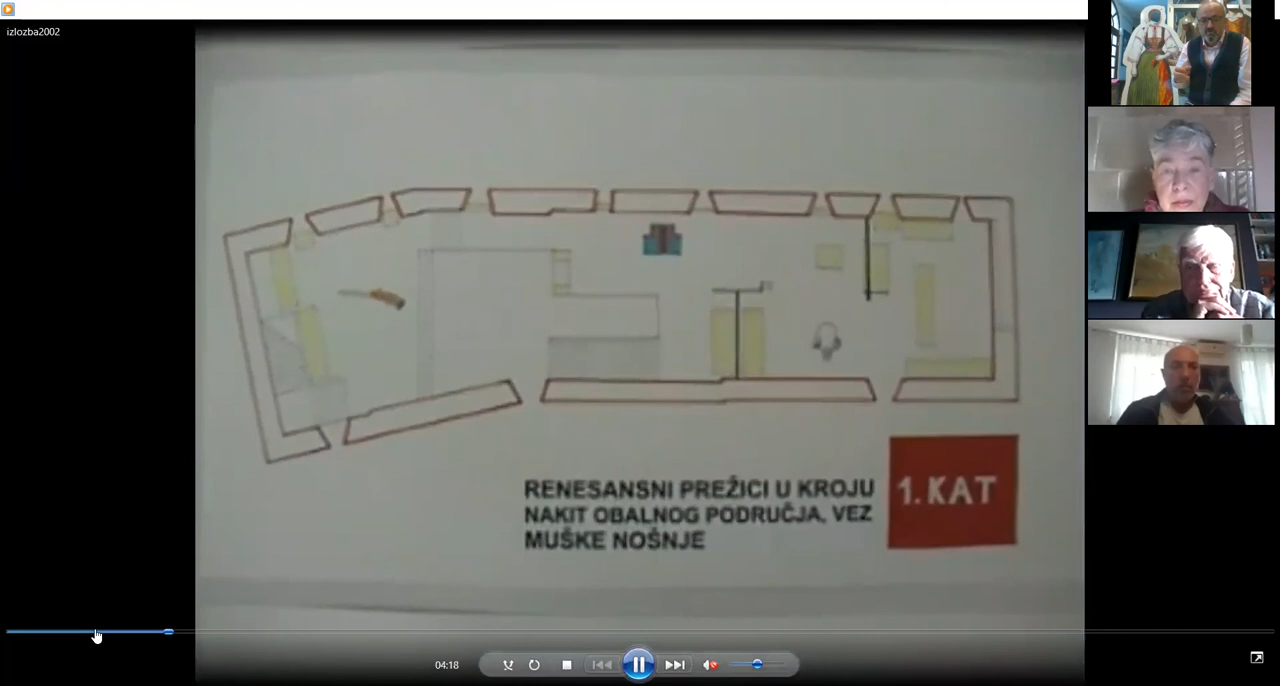 izlozba2002
RENESANSNI PREŽICI U KROJU
NAKIT OBALNOG PODRUČJA, VEZ
MUŠKE NOŠNJE
1. KAT
04:18